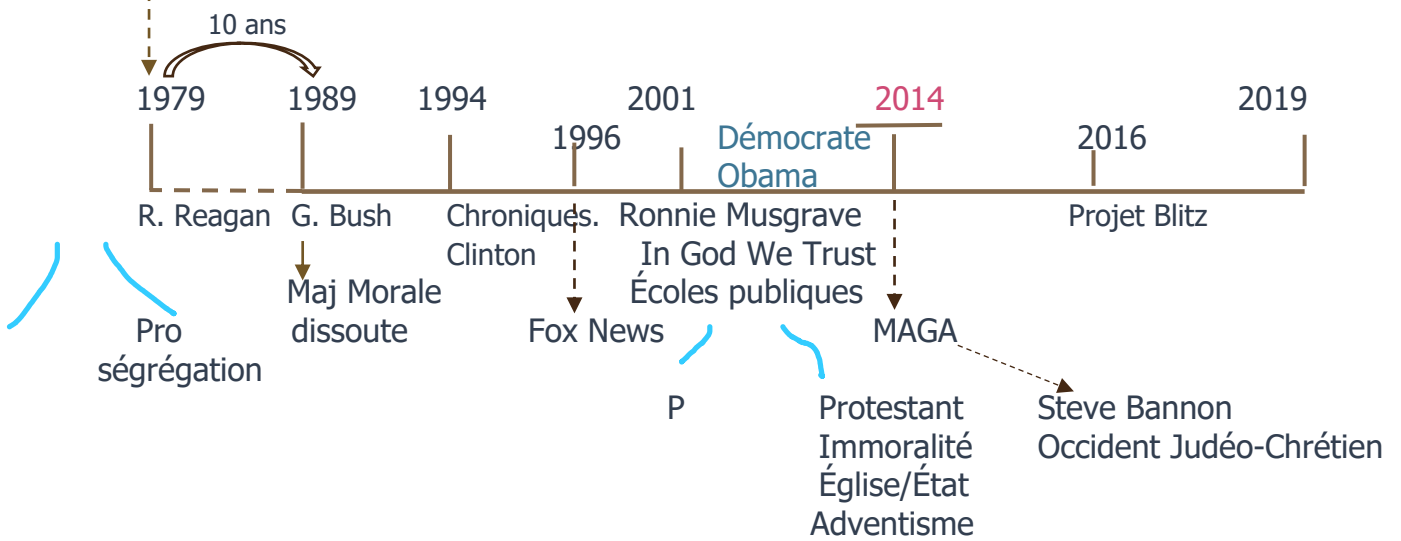 10 ans
1979 1989 1994 2001 2014 2019
1996 Démocrate 2016
Obama
R. Reagan G. Bush Chroniques. Ronnie Musgrave Projet Blitz
Clinton In God We Trust
Maj Morale Écoles publiques
Pro dissoute Fox News MAGA
ségrégation
P Protestant Steve Bannon
Immoralité Occident Judéo-Chrétien
Église/État
Adventisme